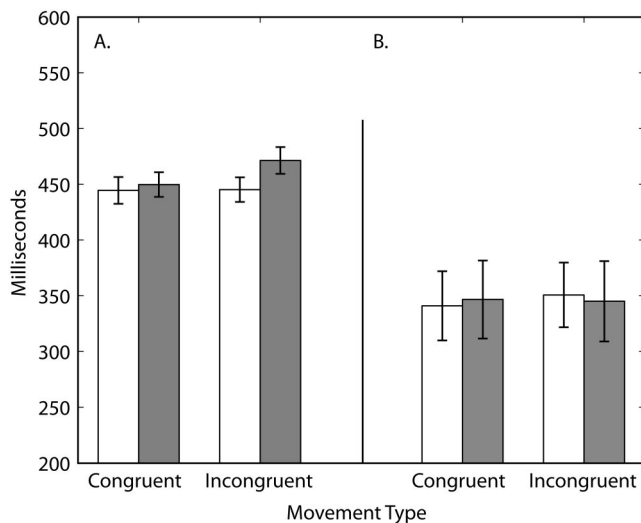 A.
B.
600
550
500
450
400
350
300
250
200
Milliseconds
Congruent Incongruent Congruent Incongruent
Movement Type